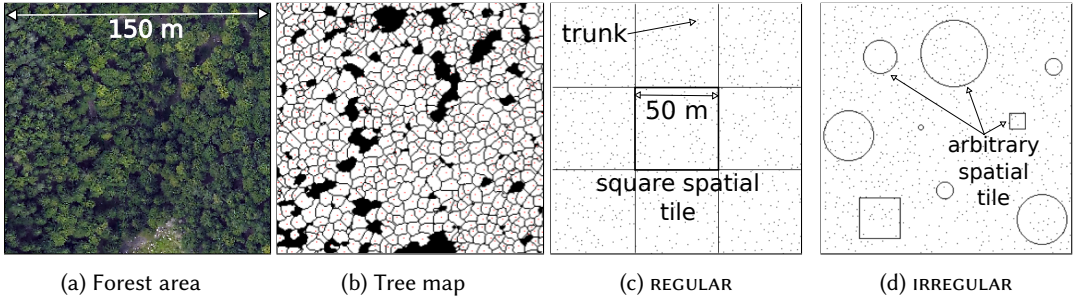 150 m
trunk
50 m
square spatial
tile
arbitrary
spatial
tile
(a) Forest area
(b) Tree map
(c) REGULAR
(d) IRREGULAR